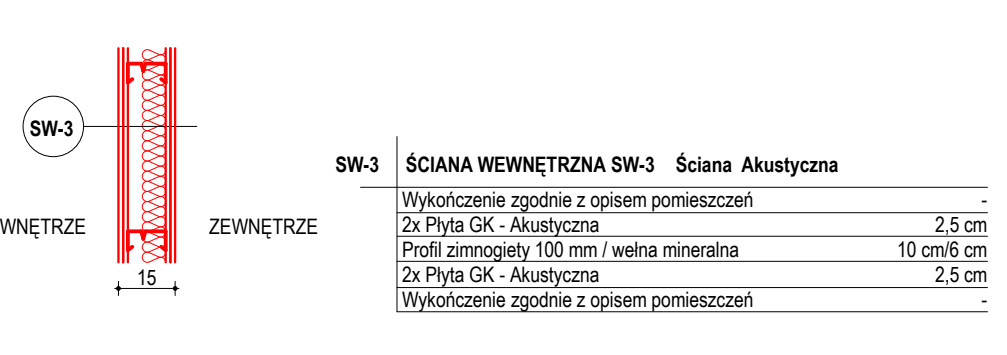 SW-3
WNĘTRZE
ZEWNĘTRZE
15
SW-3 ŚCIANA WEWNĘTRZNA SW-3 Ściana Akustyczna
Wykończenie zgodnie z opisem pomieszczeń -
2x Płyta GK - Akustyczna 2,5 cm
Profil zimnogiety 100 mm / wełna mineralna 10 cm/6 cm
2x Płyta GK - Akustyczna 2,5 cm
Wykończenie zgodnie z opisem pomieszczeń -